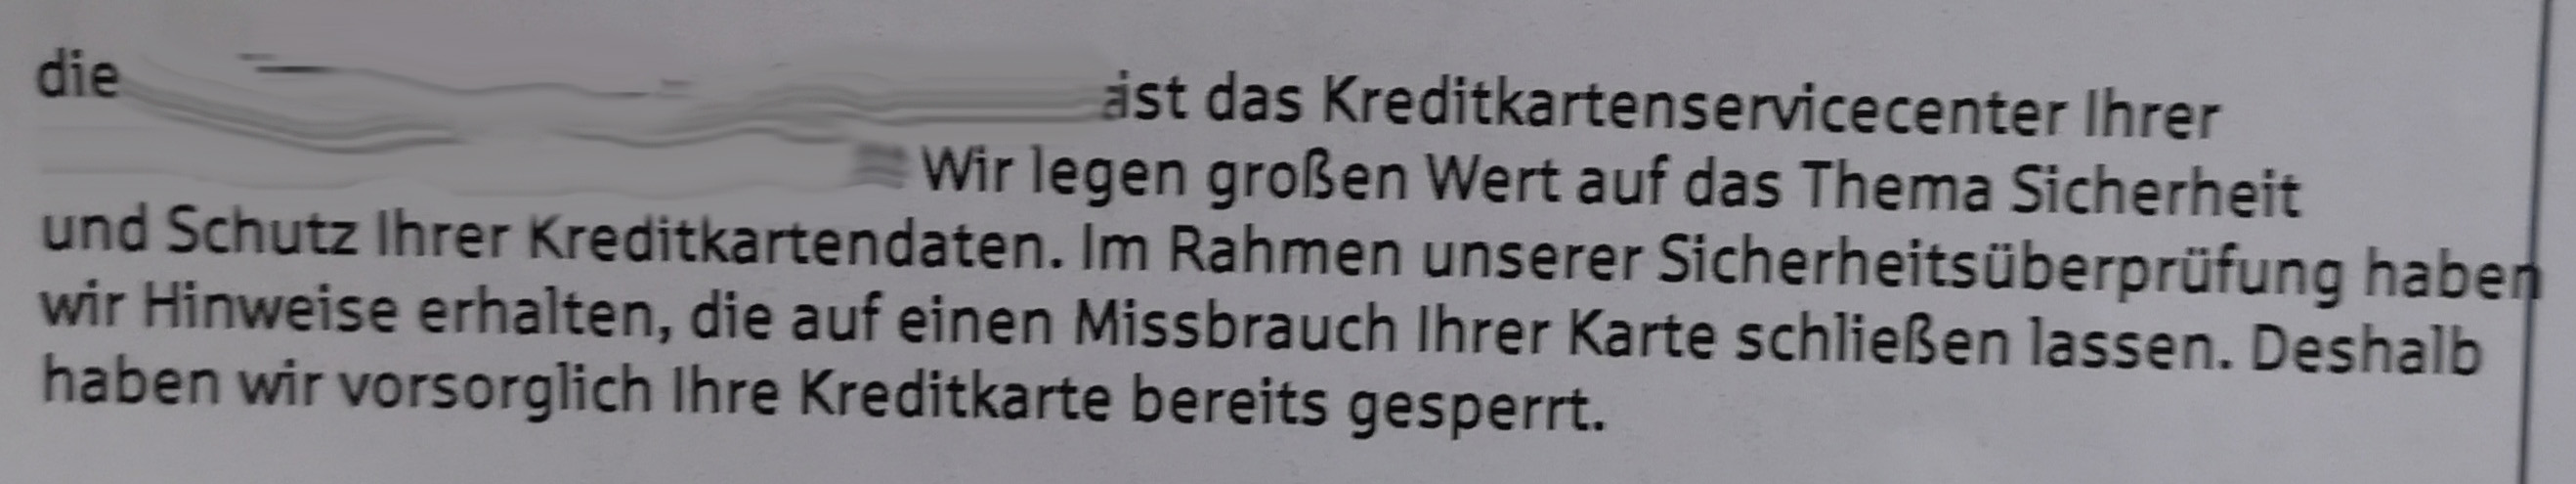 die ist das Kreditkartenservicecenter Ihrer
Wir legen großen Wert auf das Thema Sicherheit
und Schutz Ihrer Kreditkartendaten. Im Rahmen unserer Sicherheitsüberprüfung haben
wir Hinweise erhalten, die auf einen Missbrauch Ihrer Karte schließen lassen. Deshalb
haben wir vorsorglich Ihre Kreditkarte bereits gesperrt.